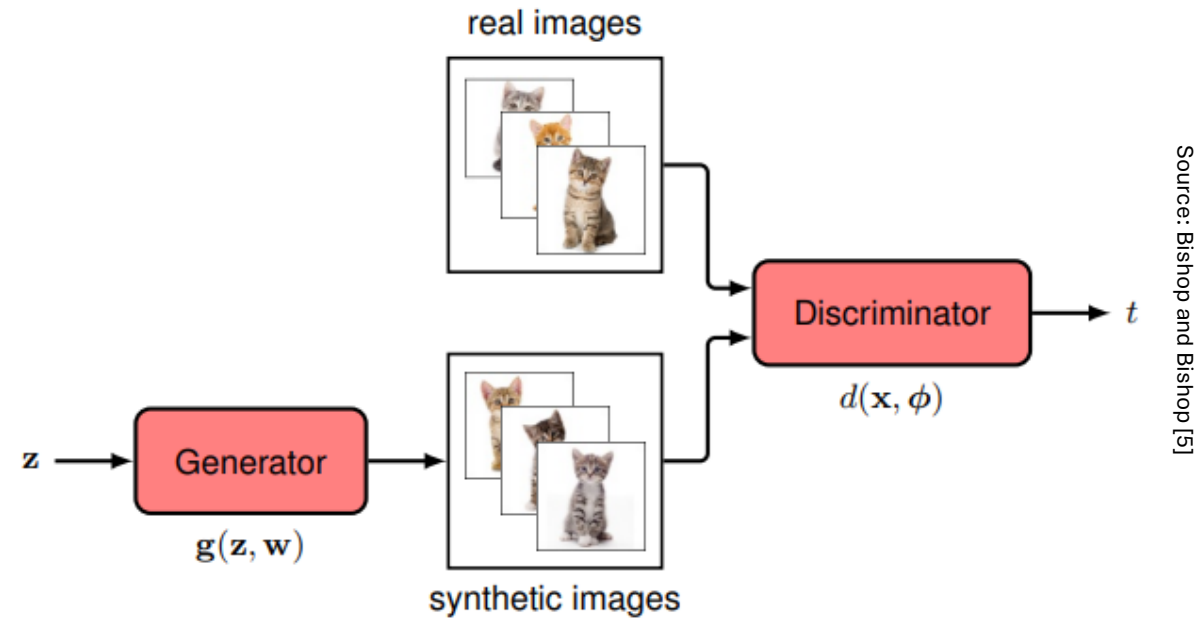 real images
Discriminator
t
d(x, ϕ)
z
Generator
g(z, w)
synthetic images
Source: Bishop and Bishop [5]